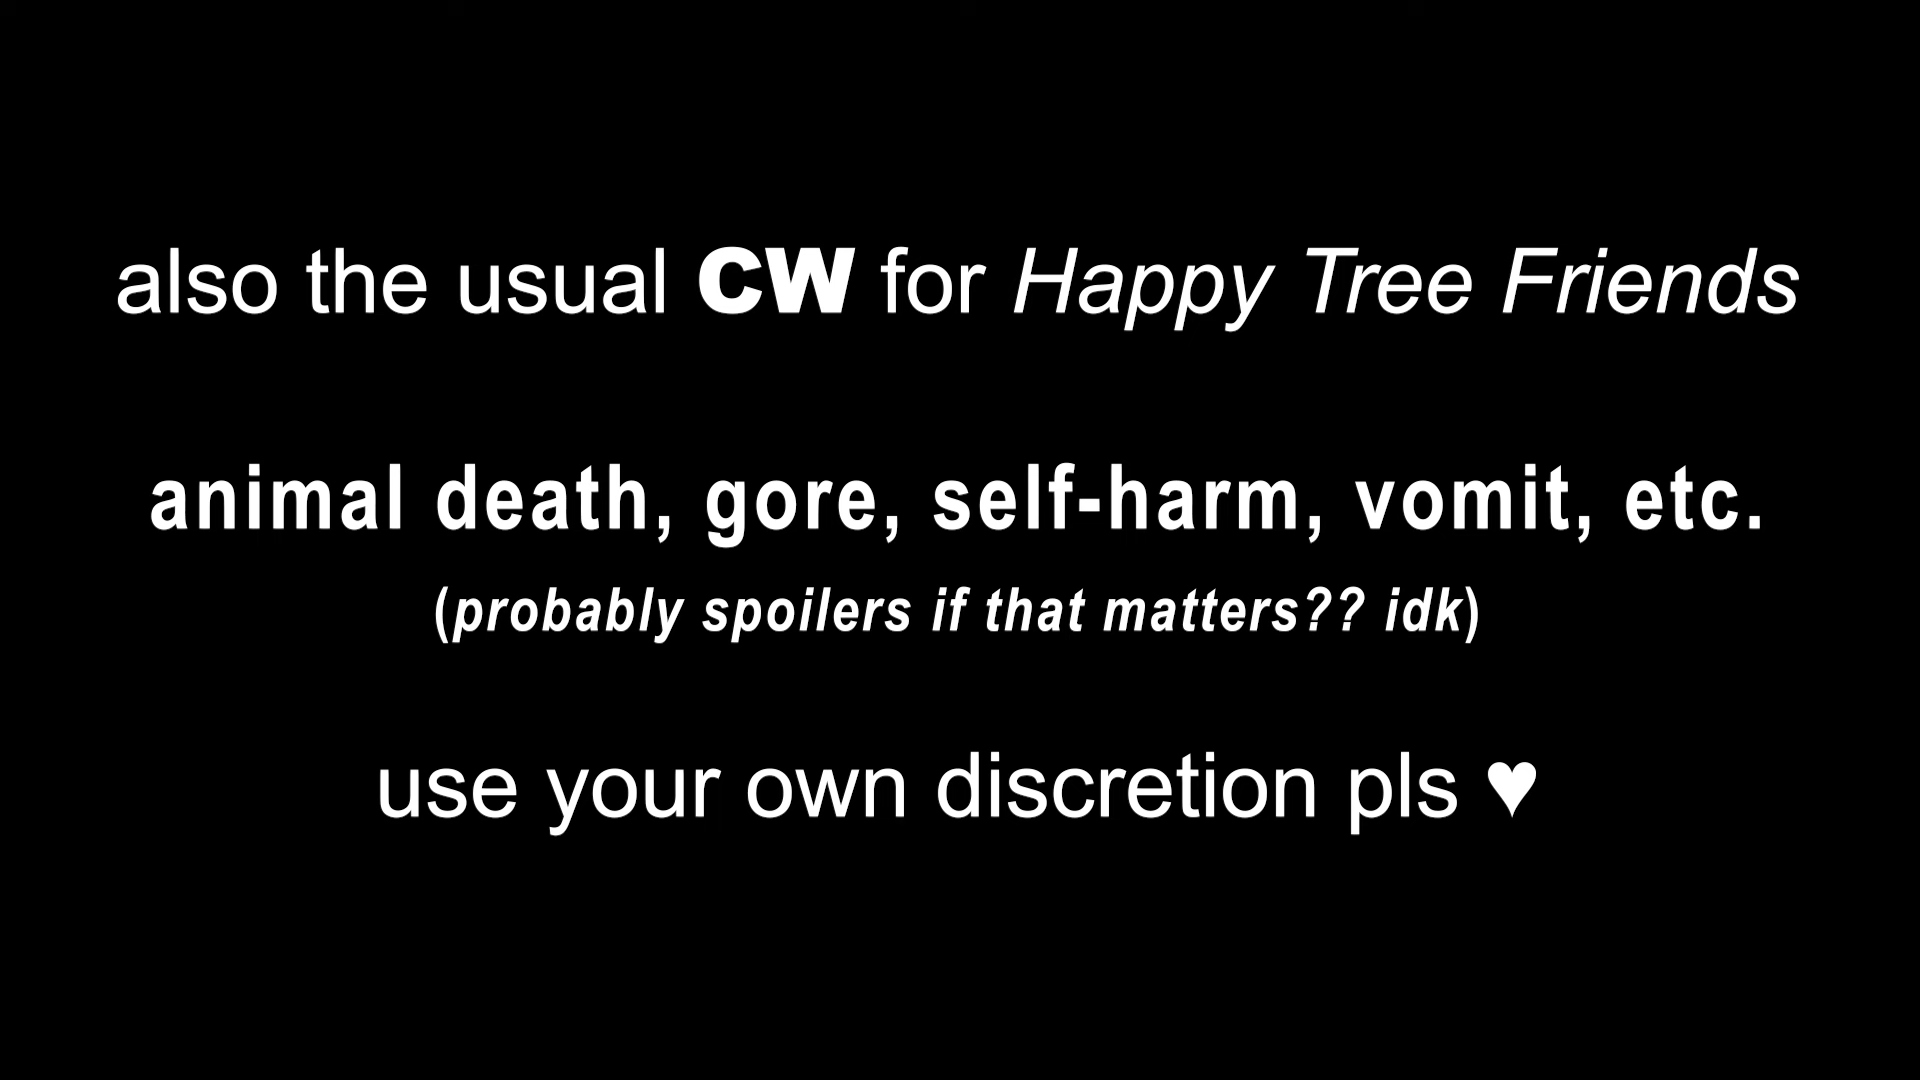 also the usual CW for Happy Tree Friends
animal death, gore, self-harm, vomit, etc.
(probably spoilers if that matters?? idk)
use your own discretion pls ♥